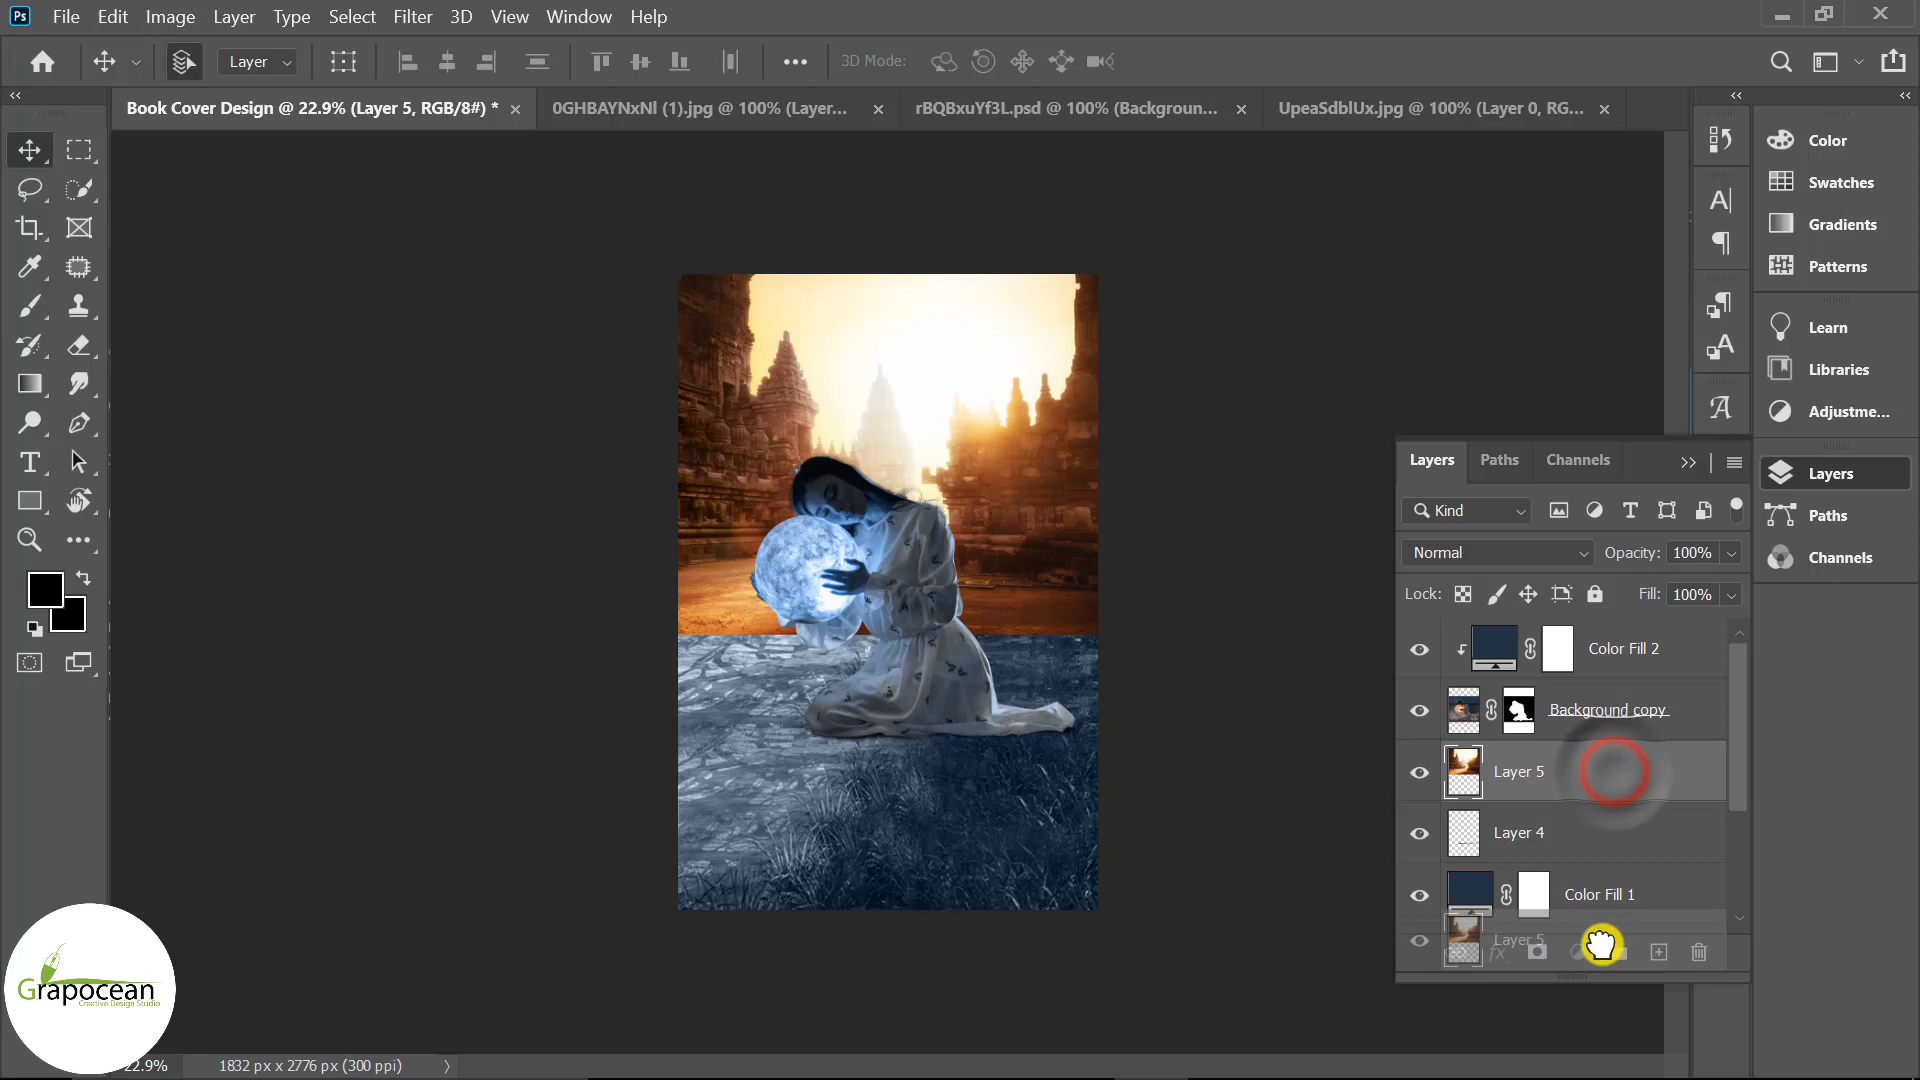 Ps File Edit Image Layer Type Select Filter 3D View Window Help
Layer 3D Mode:
Book Cover Design @ 22.9% (Layer 5, RGB/8#) * 0GHBAYNxNl (1).jpg @ 100% (Layer... rBQBxuYf3L.psd @ 100% (Backgroun... UpeaSdblUx.jpg @ 100% (Layer 0, RG...
Color
Swatches
Gradients
Patterns
Learn
Libraries
Adjustme...
Layers
Paths
Channels
Layers Paths Channels
Kind
Normal Opacity: 100%
Lock: Fill: 100%
Color Fill 2
Background copy
Layer 5
Layer 4
Color Fill 1
Layer 5
Grapocean
Creative Design Studio
22.9% 1832 px x 2776 px (300 ppi)